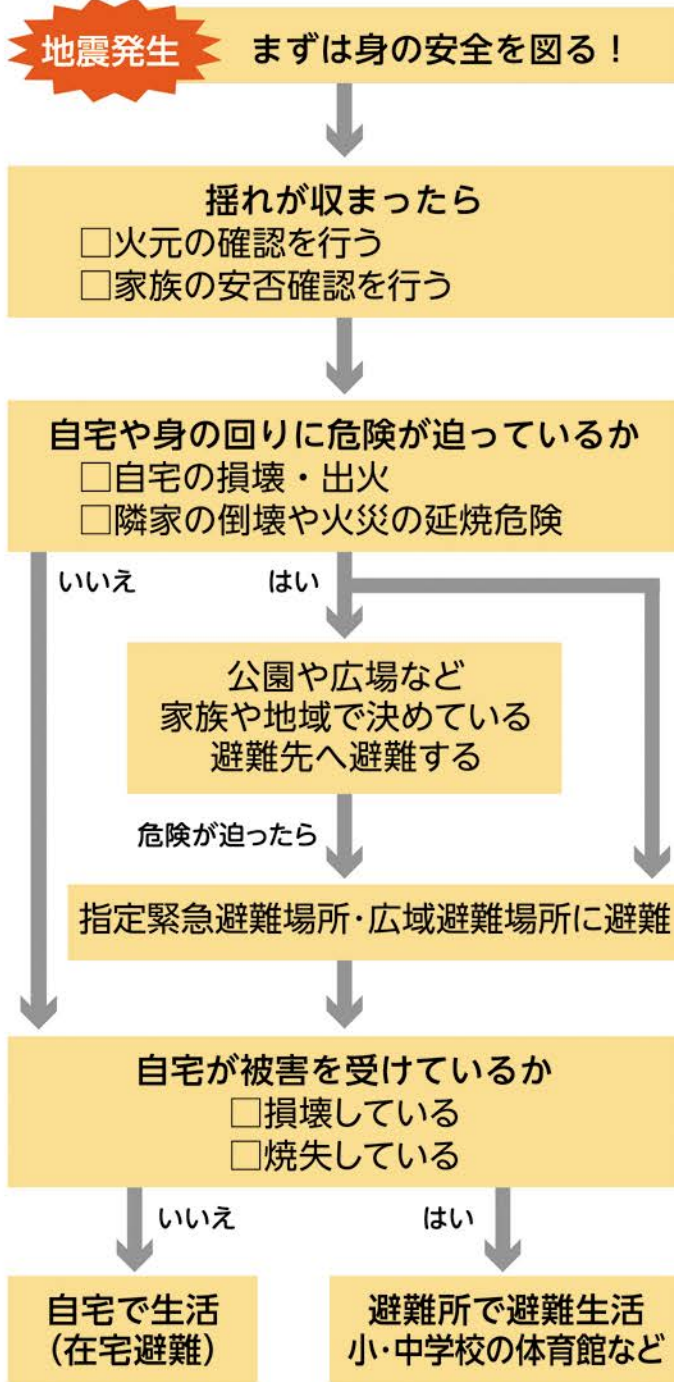 地震発生 まずは身の安全を図る！
揺れが収まったら
□火元の確認を行う
□家族の安否確認を行う
自宅や身の回りに危険が迫っているか
□自宅の損壊・出火
□隣家の倒壊や火災の延焼危険
いいえ はい
公園や広場など
家族や地域で決めている
避難先へ避難する
危険が迫ったら
指定緊急避難場所・広域避難場所に避難
自宅が被害を受けているか
□損壊している
□焼失している
いいえ はい
自宅で生活
（在宅避難）
避難所で避難生活
小・中学校の体育館など